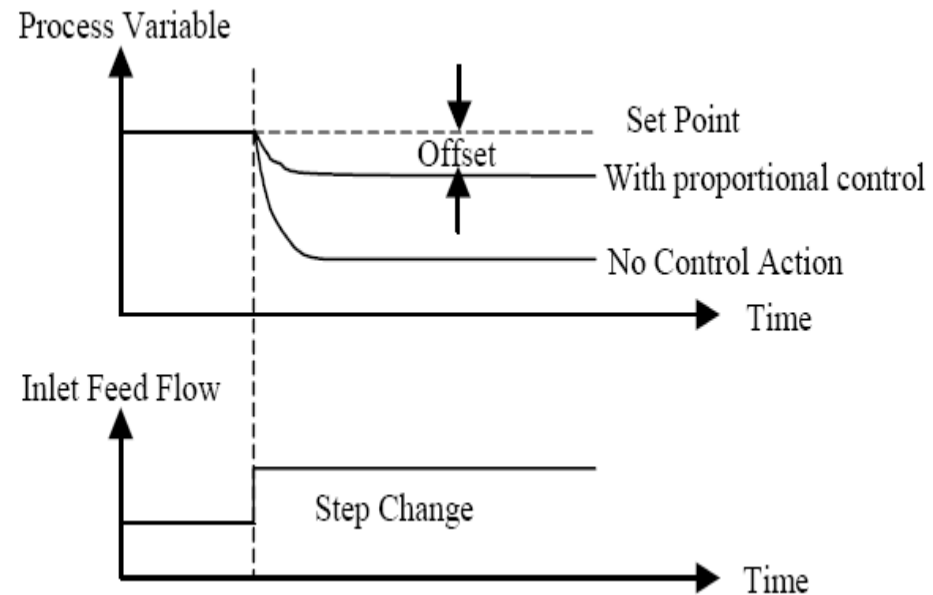 Process Variable
Set Point
Offset
With proportional control
No Control Action
Time
Inlet Feed Flow
Step Change
Time